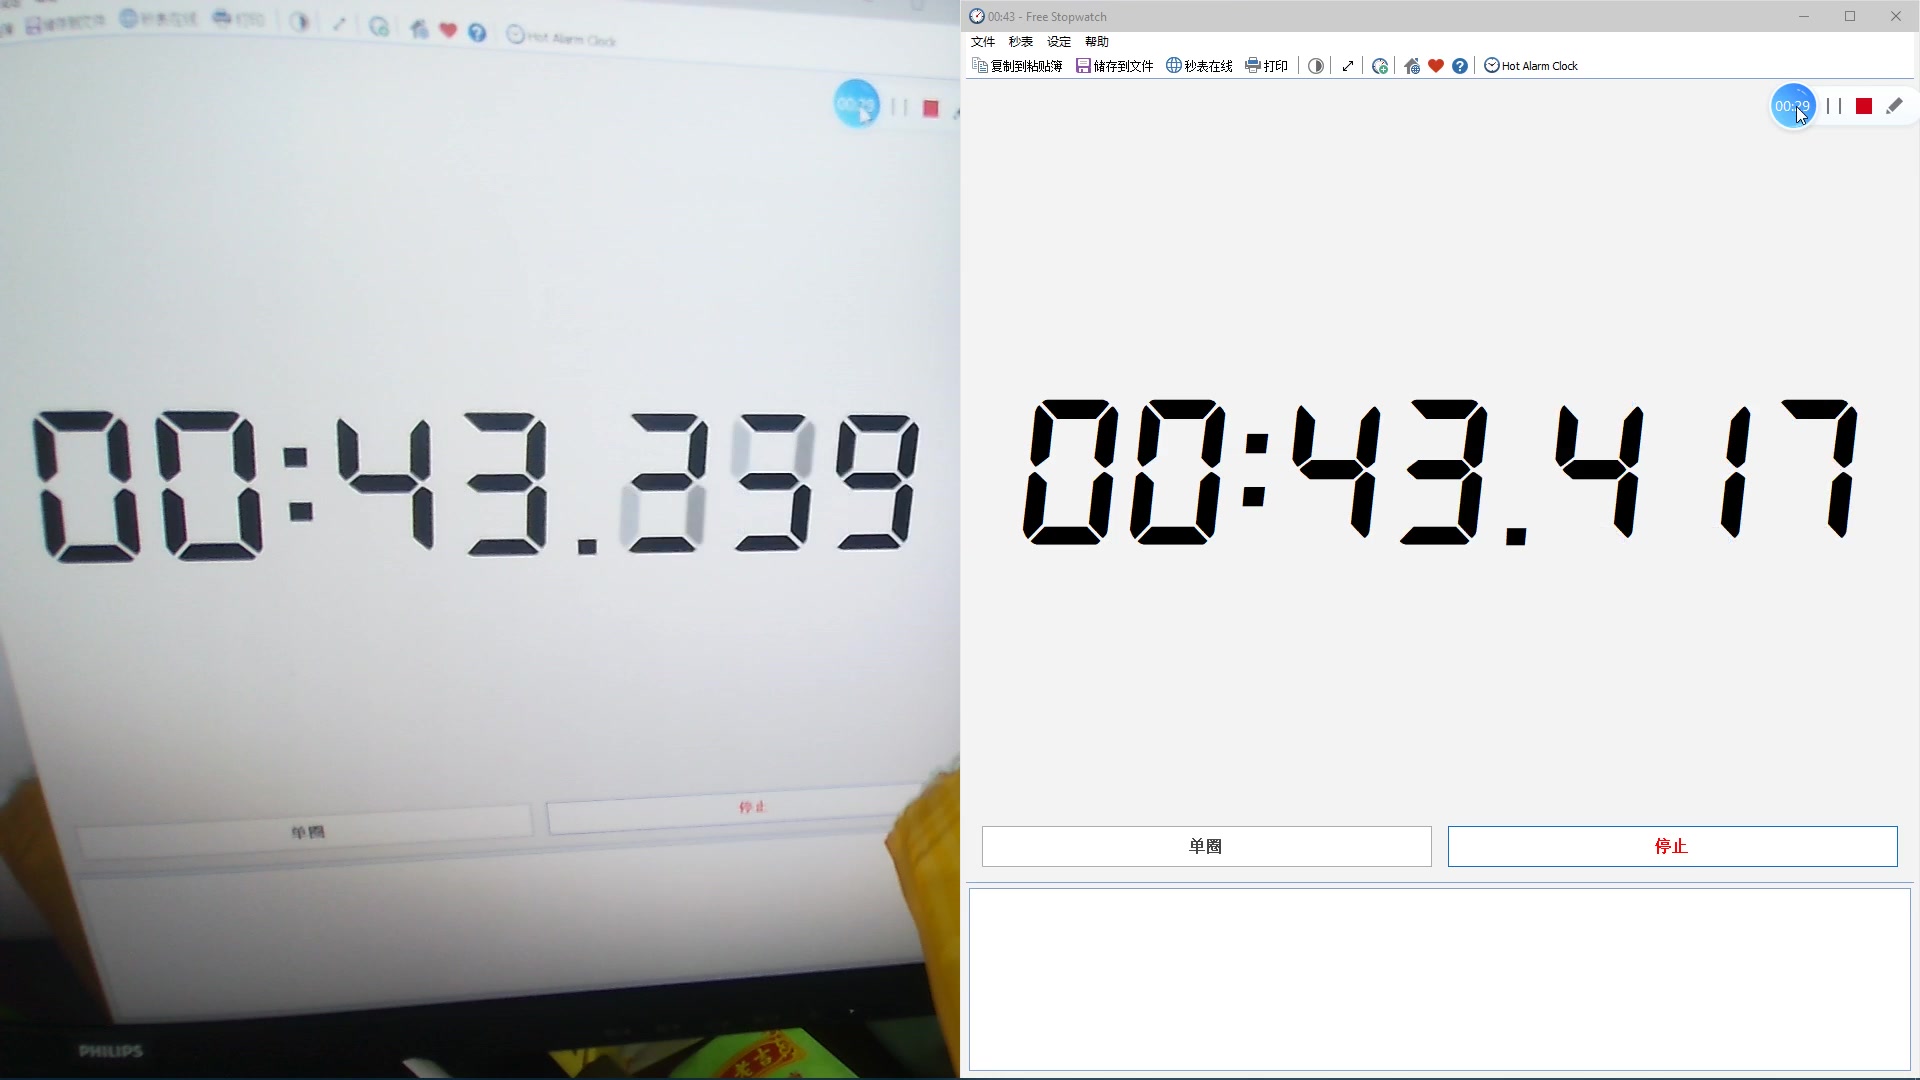 储存到文件 秒表在线 打印 Hot Alarm Clock
00:29
00:43.
单圈 停止
PHILIPS
00:43 - Free Stopwatch
文件 秒表 设定 帮助
复制到粘贴簿 储存到文件 秒表在线 打印 Hot Alarm Clock
00:29
00:43.417
单圈 停止